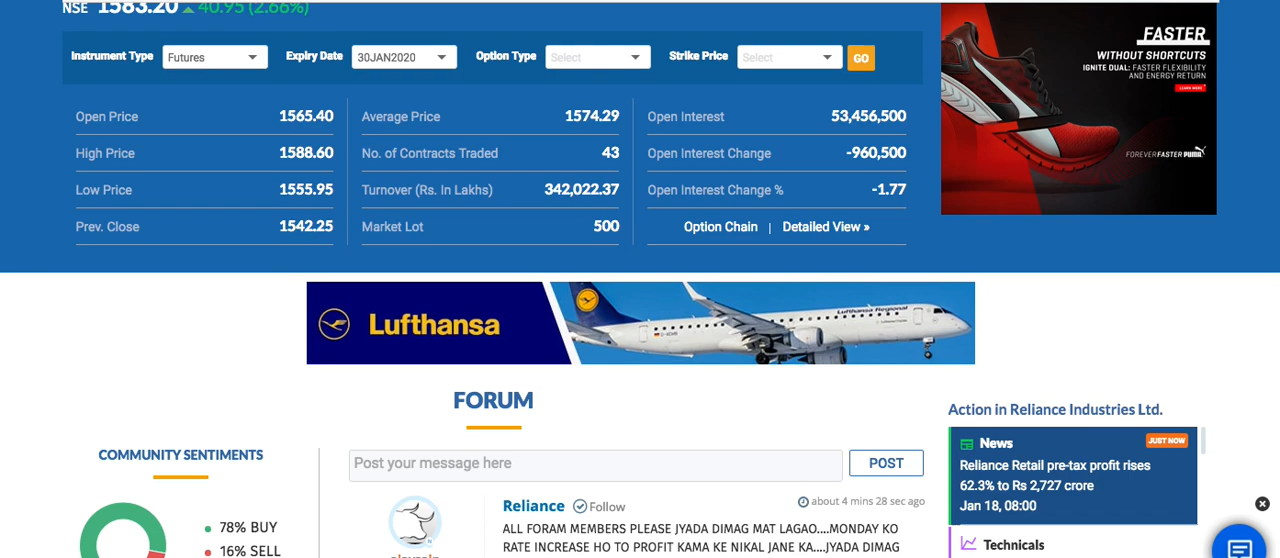 NSE 1583.20 40.95 (2.66%)
Instrument Type Futures Expiry Date 30JAN2020 Option Type Select Strike Price Select GO
Open Price 1565.40
High Price 1588.60
Low Price 1555.95
Prev. Close 1542.25
Average Price 1574.29
No. of Contracts Traded 43
Turnover (Rs. In Lakhs) 342,022.37
Market Lot 500
Open Interest 53,456,500
Open Interest Change -960,500
Open Interest Change % -1.77
Option Chain | Detailed View »
FASTER
WITHOUT SHORTCUTS
IGNITE DUAL: FASTER FLEXIBILITY
AND ENERGY RETURN
LEARN MORE
FOREVER FASTER PUMA
Lufthansa
Lufthansa Regional
FORUM
COMMUNITY SENTIMENTS
78% BUY
16% SELL
Post your message here
POST
Reliance Follow
about 4 mins 28 sec ago
ALL FORAM MEMBERS PLEASE JYADA DIMAG MAT LAGAO....MONDAY KO
RATE INCREASE HO TO PROFIT KAMA KE NIKAL JANE KA....JYADA DIMAG
Action in Reliance Industries Ltd.
News JUST NOW
Reliance Retail pre-tax profit rises
62.3% to Rs 2,727 crore
Jan 18, 08:00
Technicals